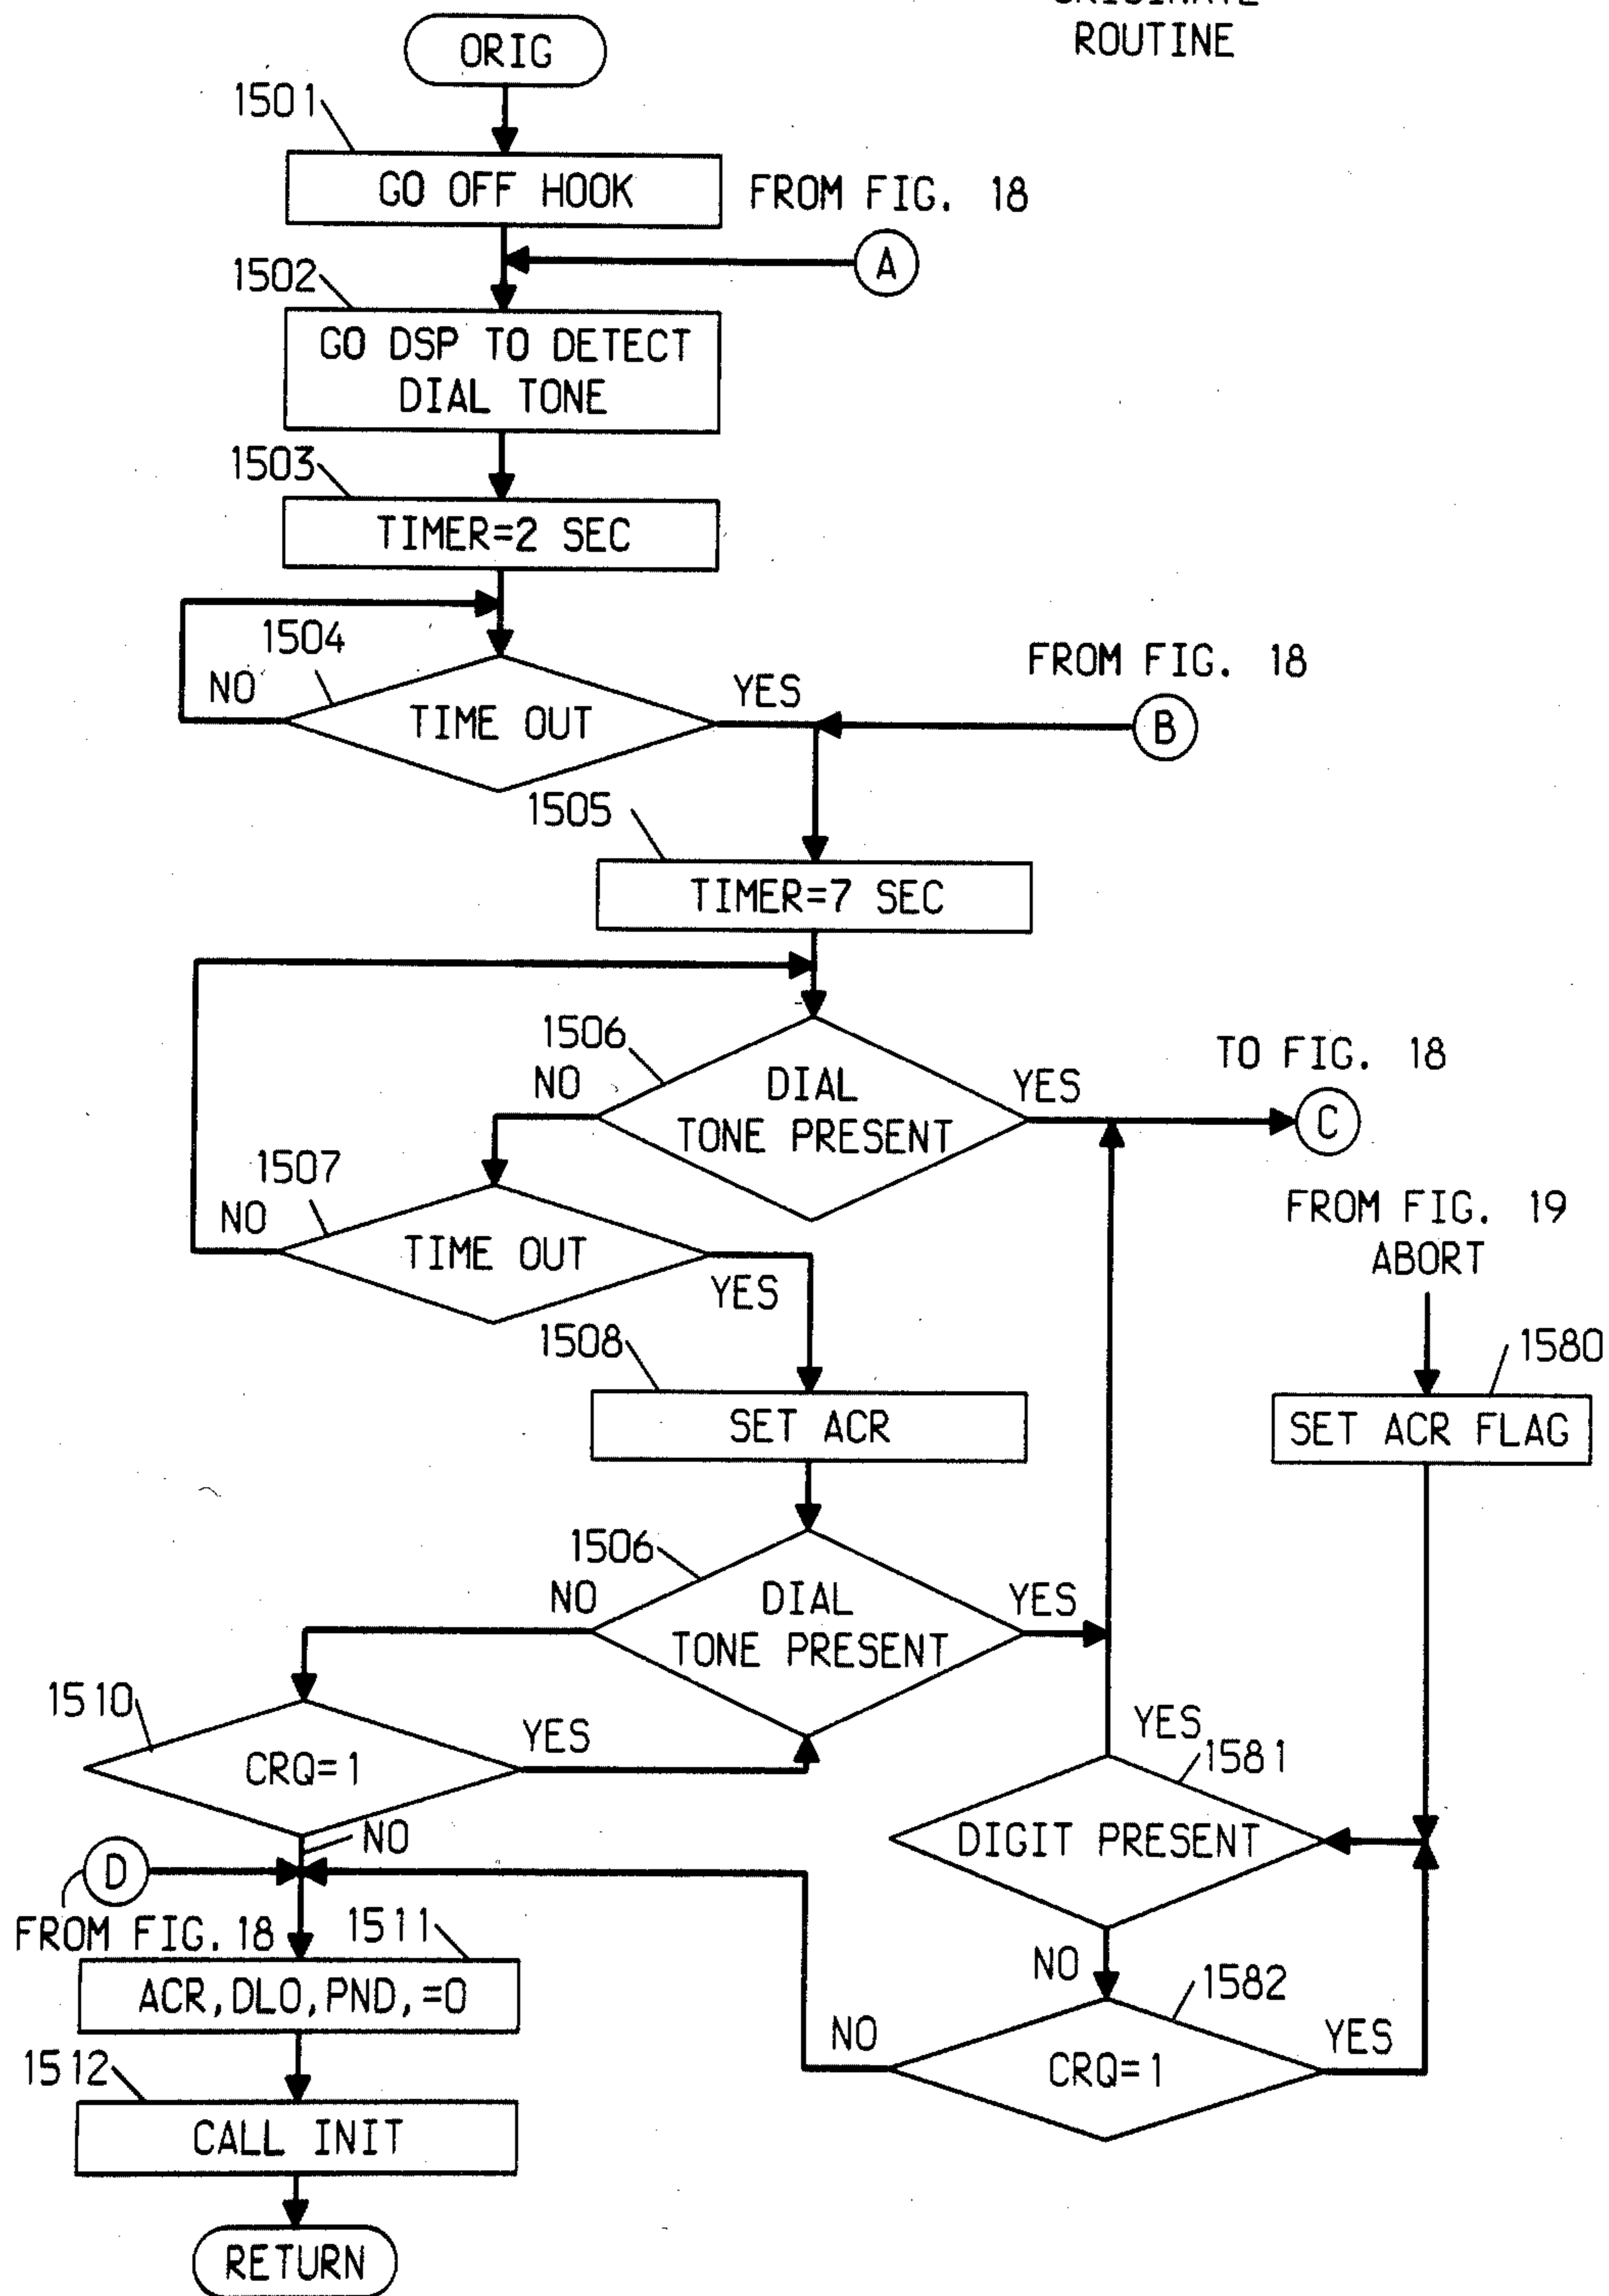 ROUTINE
ORIG
1501
GO OFF HOOK
FROM FIG. 18
A
1502
GO DSP TO DETECT
DIAL TONE
1503
TIMER=2 SEC
1504
NO
TIME OUT
YES
FROM FIG. 18
B
1505
TIMER=7 SEC
1506
NO
DIAL
TONE PRESENT
YES
TO FIG. 18
C
1507
NO
TIME OUT
YES
FROM FIG. 19
ABORT
1508
SET ACR
1580
SET ACR FLAG
1506
NO
DIAL
TONE PRESENT
YES
1510
CRQ=1
YES
NO
YES
1581
DIGIT PRESENT
D
FROM FIG. 18
1511
ACR,DLO,PND,=0
NO
1582
NO
CRQ=1
YES
1512
CALL INIT
RETURN